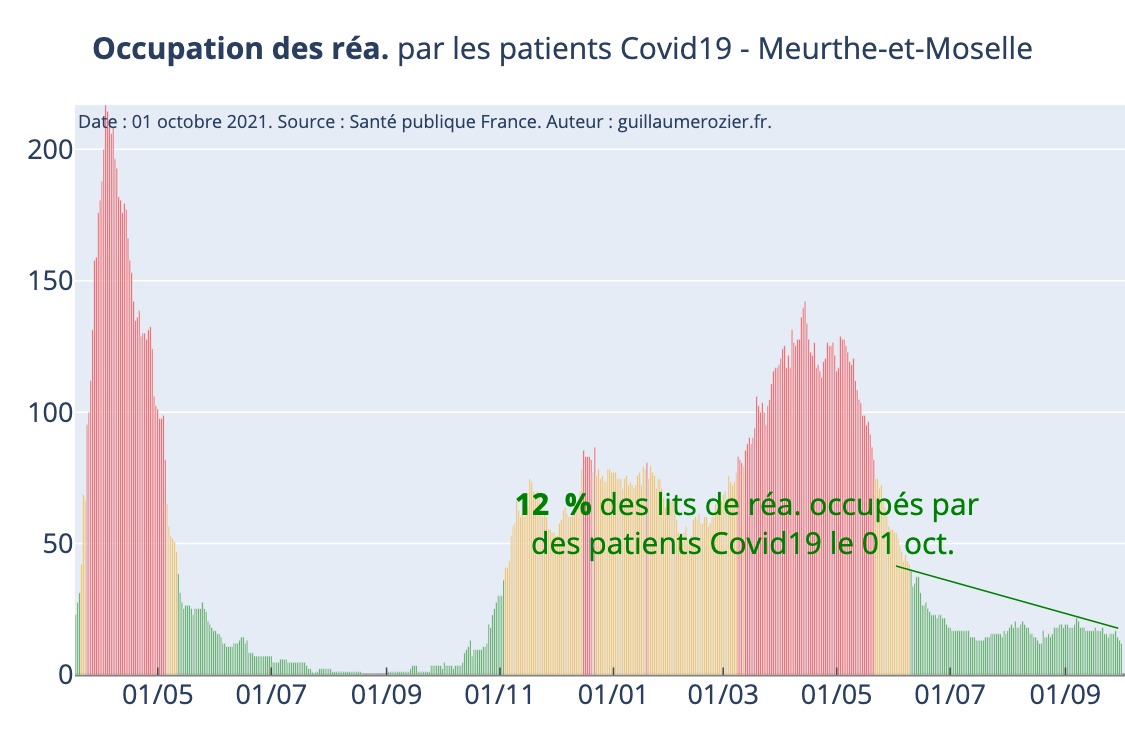 Occupation des réa. par les patients Covid19 - Meurthe-et-Moselle
Date : 01 octobre 2021. Source : Santé publique France. Auteur : guillaumerozier.fr.
200
150
100
50
0
12 % des lits de réa. occupés par
des patients Covid19 le 01 oct.
01/05 01/07 01/09 01/11 01/01 01/03 01/05 01/07 01/09